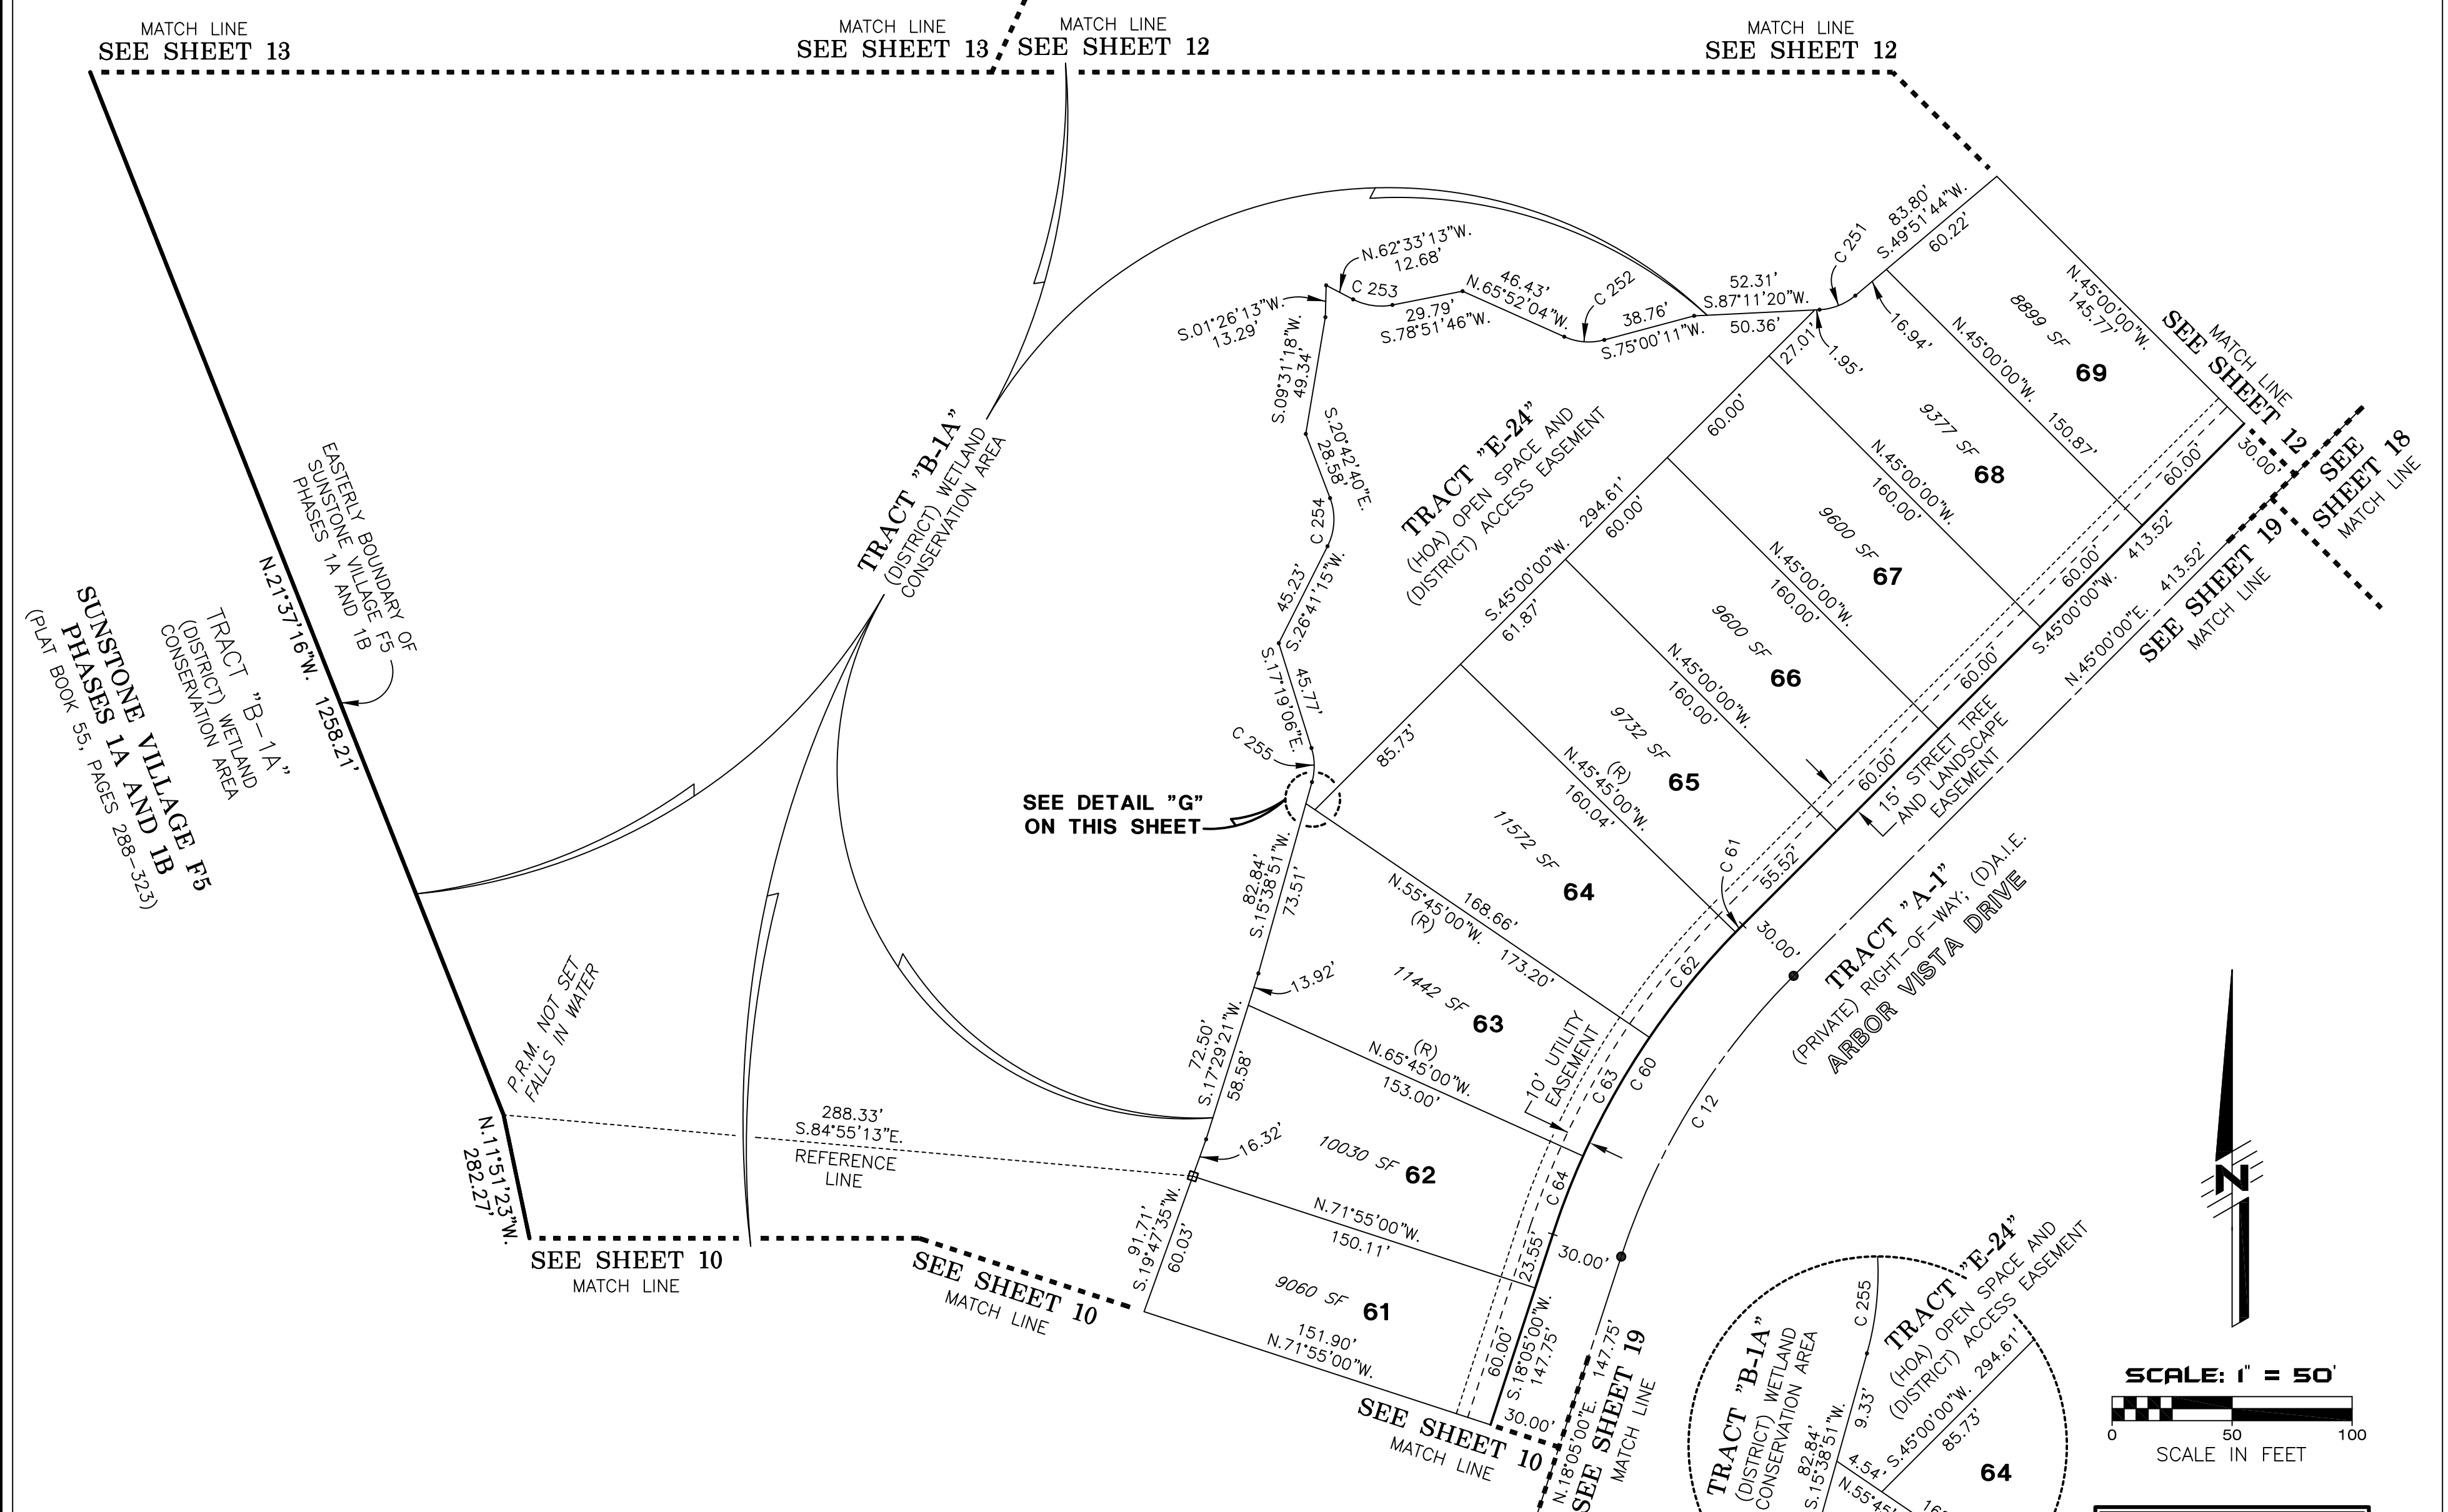 MATCH LINE
SEE SHEET 13
MATCH LINE
SEE SHEET 13
MATCH LINE
SEE SHEET 12
MATCH LINE
SEE SHEET 12
83.80'
S.49°51'44"W.
60.22'
C 251
N.62°33'13"W.
12.68'
C 253
46.43'
N.65°52'04"W.
C 252
52.31'
S.87°11'20"W.
50.36'
38.76'
S.75°00'11"W.
29.79'
S.78°51'46"W.
S.01°26'13"W.
13.29'
S.09°31'18"W.
49.34'
S.20°42'40"E.
28.58'
C 254
45.23'
S.26°41'15"W.
45.77'
S.17°19'06"E.
C 255
16.94'
1.95'
27.01'
N.45°00'00"W.
145.77'
8899 SF
69
N.45°00'00"W.
150.87'
9377 SF
68
N.45°00'00"W.
160.00'
9600 SF
67
N.45°00'00"W.
160.00'
9600 SF
66
N.45°00'00"W.
160.00'
9732 SF
65
(R)
N.45°45'00"W.
160.04'
11572 SF
64
168.66'
N.55°45'00"W.
(R)
173.20'
11442 SF
63
(R)
N.65°45'00"W.
153.00'
10030 SF
62
N.71°55'00"W.
150.11'
9060 SF
61
151.90'
N.71°55'00"W.
MATCH LINE
SEE SHEET 12
SEE
SHEET 18
MATCH LINE
SEE SHEET 19
MATCH LINE
30.00'
60.00'
413.52'
60.00'
S.45°00'00"W.
413.52'
N.45°00'00"E.
60.00'
60.00'
55.52'
C 61
30.00'
15' STREET TREE
AND LANDSCAPE
EASEMENT
TRACT "A-1"
(PRIVATE) RIGHT-OF-WAY; (D)A.I.E.
ARBOR VISTA DRIVE
60.00'
294.61'
60.00'
S.45°00'00"W.
61.87'
85.73'
TRACT "E-24"
(HOA) OPEN SPACE AND
(DISTRICT) ACCESS EASEMENT
TRACT "B-1A"
(DISTRICT) WETLAND
CONSERVATION AREA
EASTERLY BOUNDARY OF
SUNSTONE VILLAGE F5
PHASES 1A AND 1B
N.21°37'16"W. 1258.21'
TRACT "B-1A"
(DISTRICT) WETLAND
CONSERVATION AREA
SUNSTONE VILLAGE F5
PHASES 1A AND 1B
(PLAT BOOK 55, PAGES 288-323)
SEE DETAIL "G"
ON THIS SHEET
82.84'
S.15°38'51"W.
73.51'
13.92'
72.50'
S.17°29'21"W.
58.58'
16.32'
91.71'
S.19°47'35"W.
60.03'
P.R.M. NOT SET
FALLS IN WATER
288.33'
S.84°55'13"E.
REFERENCE
LINE
N.11°51'23"W.
282.27'
SEE SHEET 10
MATCH LINE
SEE SHEET 10
MATCH LINE
SEE SHEET 10
MATCH LINE
10' UTILITY
EASEMENT
C 62
C 63
C 60
C 12
C 64
23.55'
30.00'
60.00'
S.18°05'00"W.
147.75'
30.00'
147.75'
N.18°05'00"E.
SEE SHEET 19
MATCH LINE
N
C 255
TRACT "B-1A"
(DISTRICT) WETLAND
CONSERVATION AREA
TRACT "E-24"
(HOA) OPEN SPACE AND
(DISTRICT) ACCESS EASEMENT
82.84'
S.15°38'51"W.
9.33'
S.45°00'00"W. 294.61'
85.73'
4.54'
64
SCALE: 1" = 50'
0 50 100
SCALE IN FEET